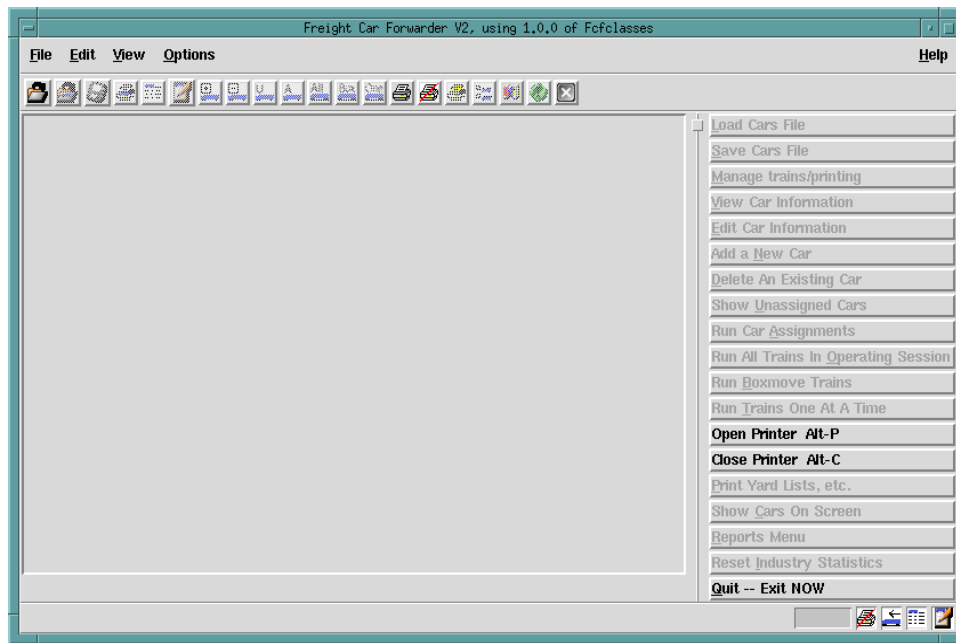 Freight Car Forwarder V2, using 1.0.0 of Fcfclasses
File Edit View Options Help
Load Cars File
Save Cars File
Manage trains/printing
View Car Information
Edit Car Information
Add a New Car
Delete An Existing Car
Show Unassigned Cars
Run Car Assignments
Run All Trains In Operating Session
Run Boxmove Trains
Run Trains One At A Time
Open Printer Alt-P
Close Printer Alt-C
Print Yard Lists, etc.
Show Cars On Screen
Reports Menu
Reset Industry Statistics
Quit -- Exit NOW